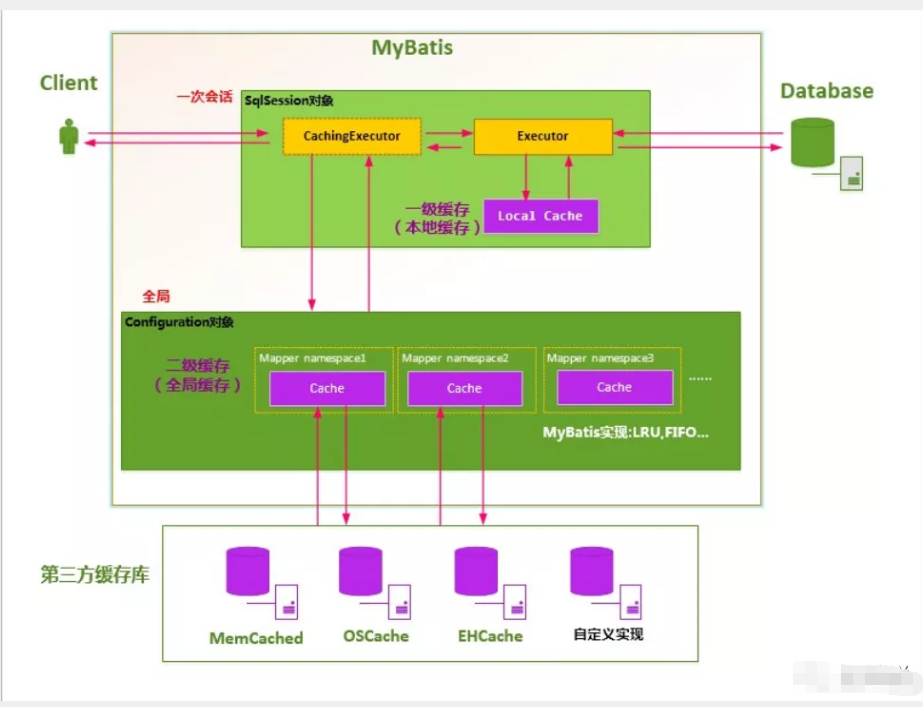 MyBatis
Client
Database
一次会话
SqlSession对象
CachingExecutor
Executor
一级缓存
（本地缓存）
Local Cache
全局
Configuration对象
二级缓存
（全局缓存）
Mapper namespace1
Mapper namespace2
Mapper namespace3
Cache
Cache
Cache
......
MyBatis实现:LRU,FIFO...
第三方缓存库
MemCached
OSCache
EHCache
自定义实现